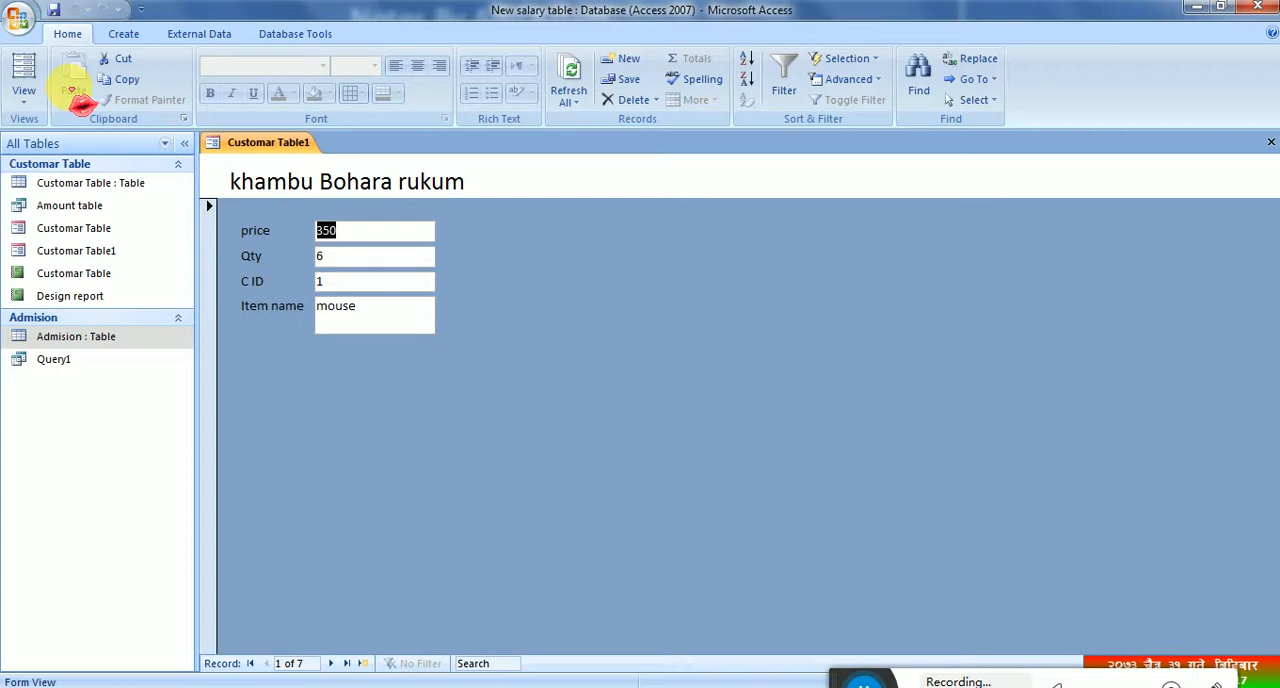 New salary table : Database (Access 2007) - Microsoft Access
Home Create External Data Database Tools
View
Views
Cut
Copy
Format Painter
Clipboard
B I U A
Font
Rich Text
Refresh All
New
Save
Delete
Totals
Spelling
More
Records
Filter
Selection
Advanced
Toggle Filter
Sort & Filter
Find
Replace
Go To
Select
Find
All Tables
Customar Table
Customar Table : Table
Amount table
Customar Table
Customar Table1
Customar Table
Design report
Admision
Admision : Table
Query1
Customar Table1
khambu Bohara rukum
price 350
Qty 6
C ID 1
Item name mouse
Record: 1 of 7 No Filter Search
Form View
Recording...